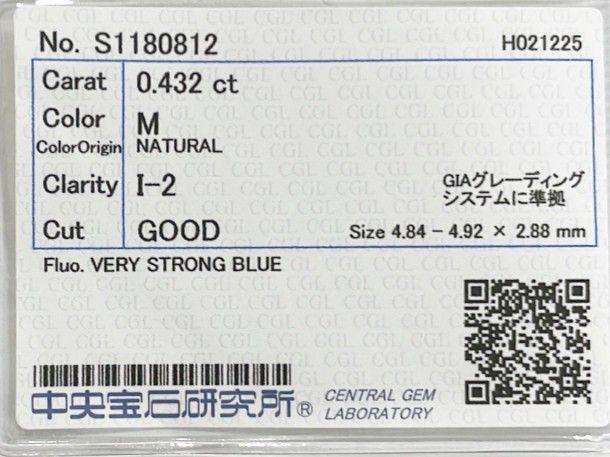 No. S1180812 H021225
Carat 0.432 ct
Color M
ColorOrigin NATURAL
Clarity I-2 GIAグレーディング
システムに準拠
Cut GOOD Size 4.84 - 4.92 × 2.88 mm
Fluo. VERY STRONG BLUE
中央宝石研究所® CENTRAL GEM
LABORATORY